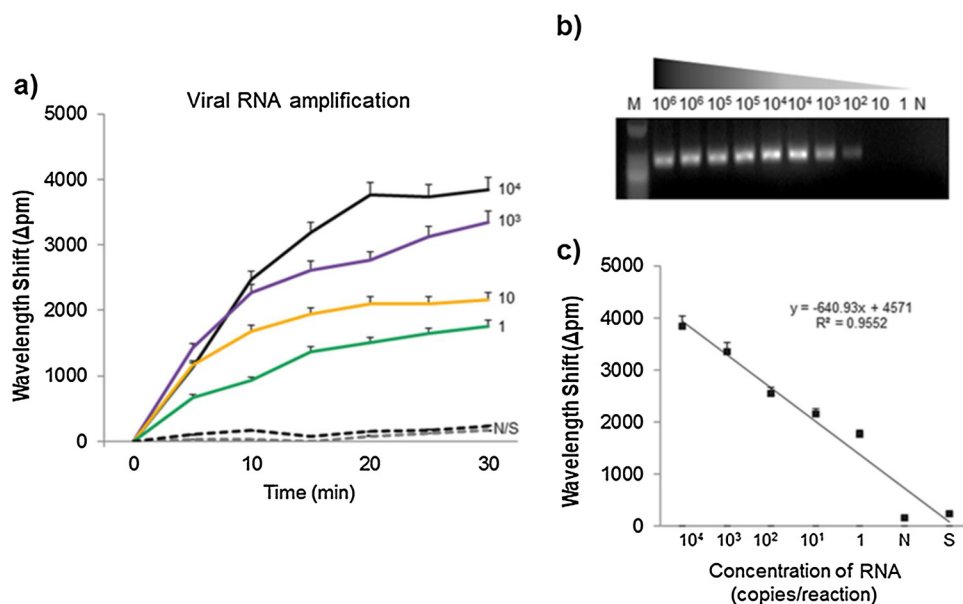 a)
Viral RNA amplification
5000
4000
3000
2000
1000
0
Wavelength Shift (Δpm)
10⁴
10³
10
1
N/S
0 10 20 30
Time (min)
b)
M 10⁶ 10⁶ 10⁵ 10⁵ 10⁴ 10⁴ 10³ 10² 10 1 N
c)
5000
4000
3000
2000
1000
0
Wavelength Shift (Δpm)
y = -640.93x + 4571
R² = 0.9552
10⁴ 10³ 10² 10¹ 1 N S
Concentration of RNA
(copies/reaction)